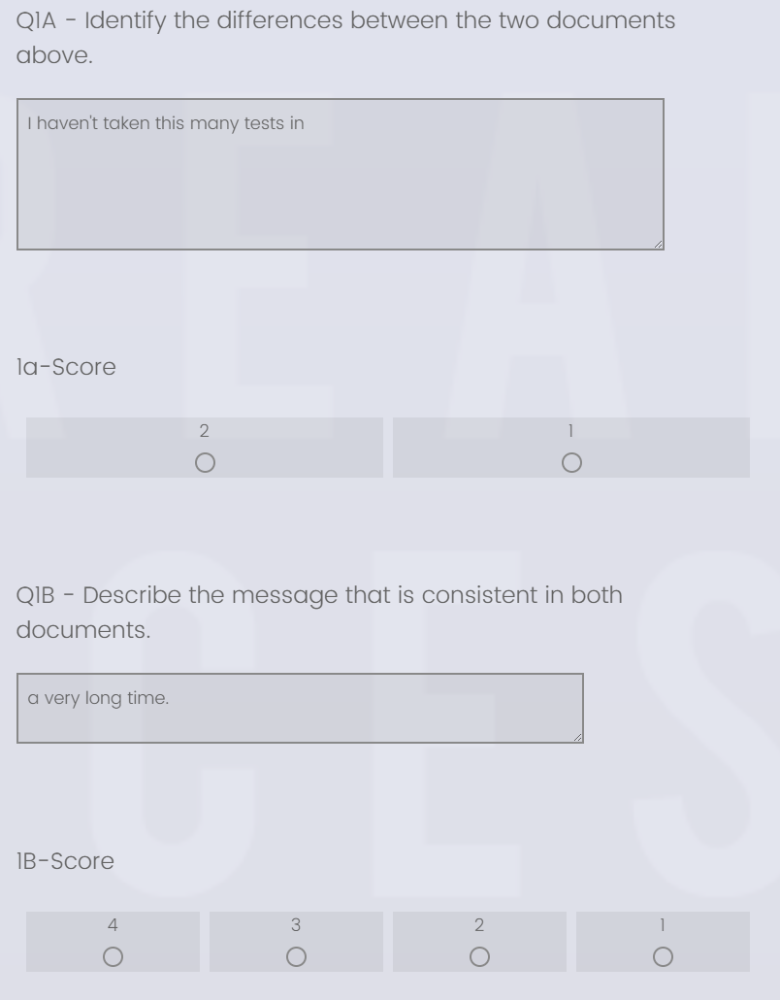 Q1A - Identify the differences between the two documents
above.
I haven't taken this many tests in
1a-Score
2 1
Q1B - Describe the message that is consistent in both
documents.
a very long time.
1B-Score
4 3 2 1